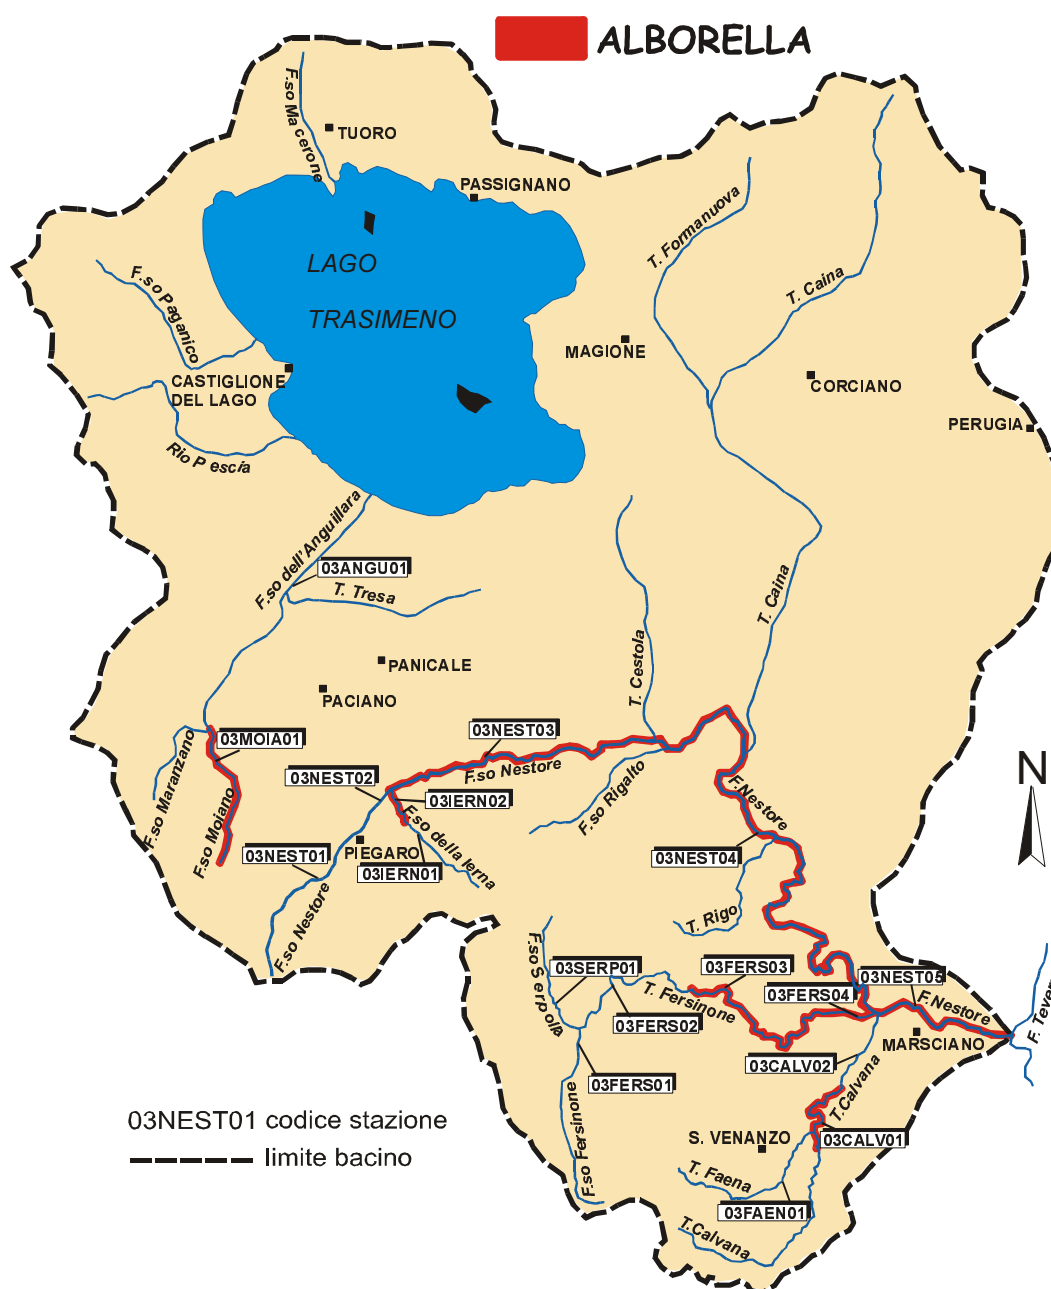 ALBORELLA
F.so Macerone
TUORO
PASSIGNANO
LAGO
TRASIMENO
T. Formanuova
T. Caina
F.so Paganico
MAGIONE
CASTIGLIONE
DEL LAGO
CORCIANO
PERUGIA
Rio Pescia
F.so dell'Anguillara
03ANGU01
T. Tresa
T. Caina
T. Cestola
PANICALE
PACIANO
03MOIA01
03NEST03
F.so Maranzano
03NEST02
F.so Nestore
N
F.so Rigalto
03IERN02
F.Nestore
F.so Moiano
F.so della Ierna
PIEGARO
03NEST01
03NEST04
03IERN01
F.so Nestore
T. Rigo
F.so Serpolla
03SERP01
03FERS03
03NEST05
T. Fersinone
03FERS04
F.Nestore
F. Tever
03FERS02
MARSCIANO
03CALV02
03FERS01
T.Calvana
03NEST01 codice stazione
S. VENANZO
03CALV01
limite bacino
F.so Fersinone
T. Faena
03FAEN01
T.Calvana